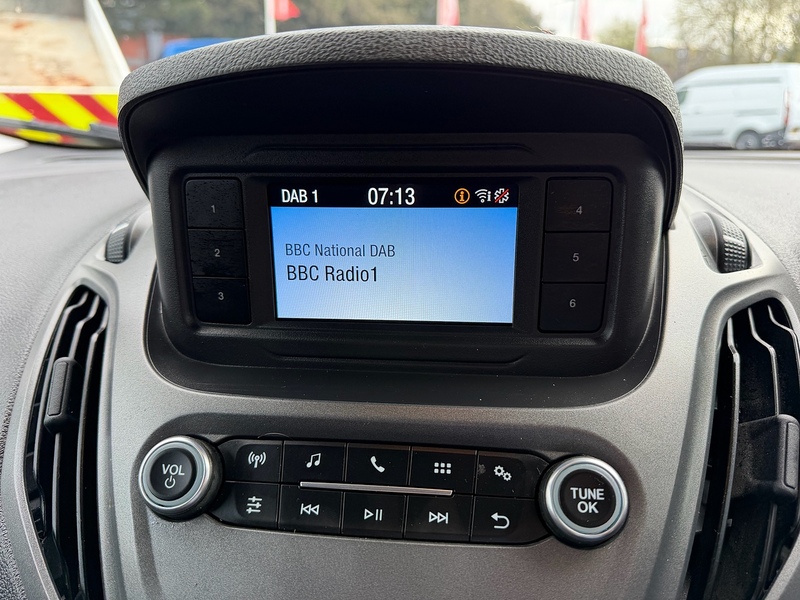 DAB 1 07:13
BBC National DAB
BBC Radio1
1
2
3
4
5
6
VOL
TUNE
OK